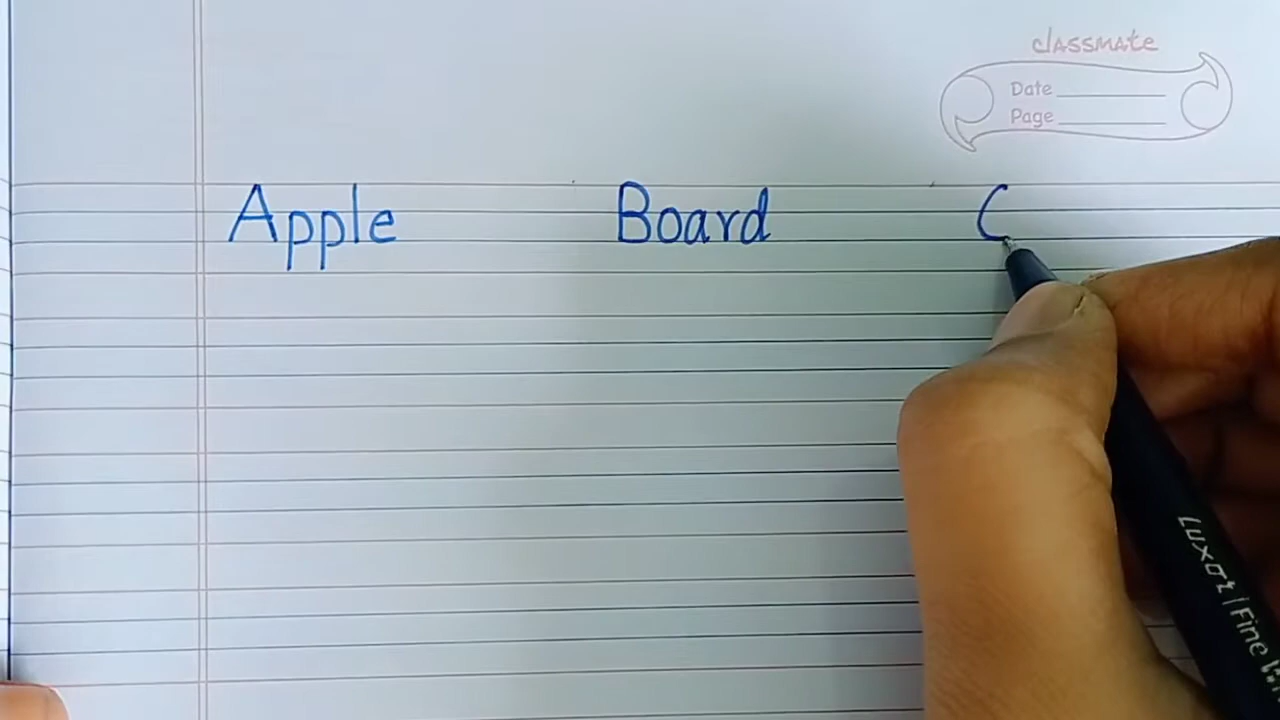 classmate
Date
Page
Apple Board C
Luxor | Fine